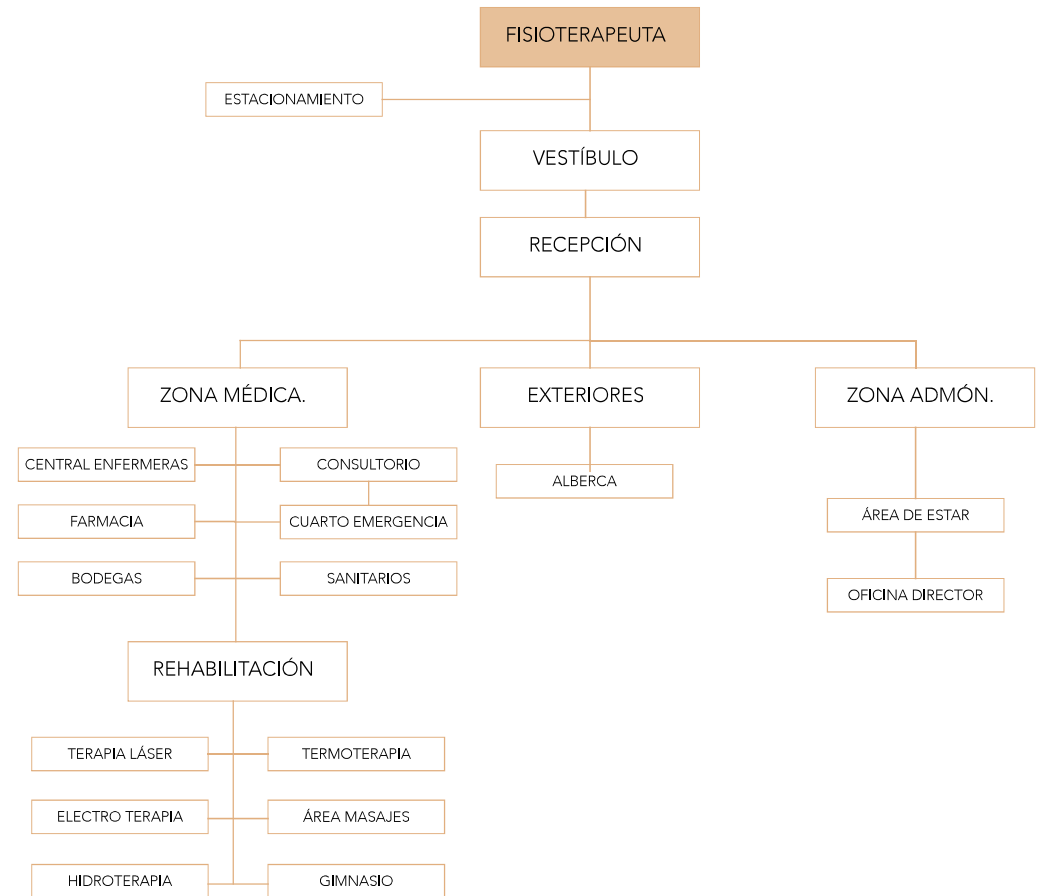 FISIOTERAPEUTA
ESTACIONAMIENTO
VESTÍBULO
RECEPCIÓN
ZONA MÉDICA.
EXTERIORES
ZONA ADMÓN.
CENTRAL ENFERMERAS
CONSULTORIO
ALBERCA
FARMACIA
CUARTO EMERGENCIA
ÁREA DE ESTAR
BODEGAS
SANITARIOS
OFICINA DIRECTOR
REHABILITACIÓN
TERAPIA LÁSER
TERMOTERAPIA
ELECTRO TERAPIA
ÁREA MASAJES
HIDROTERAPIA
GIMNASIO